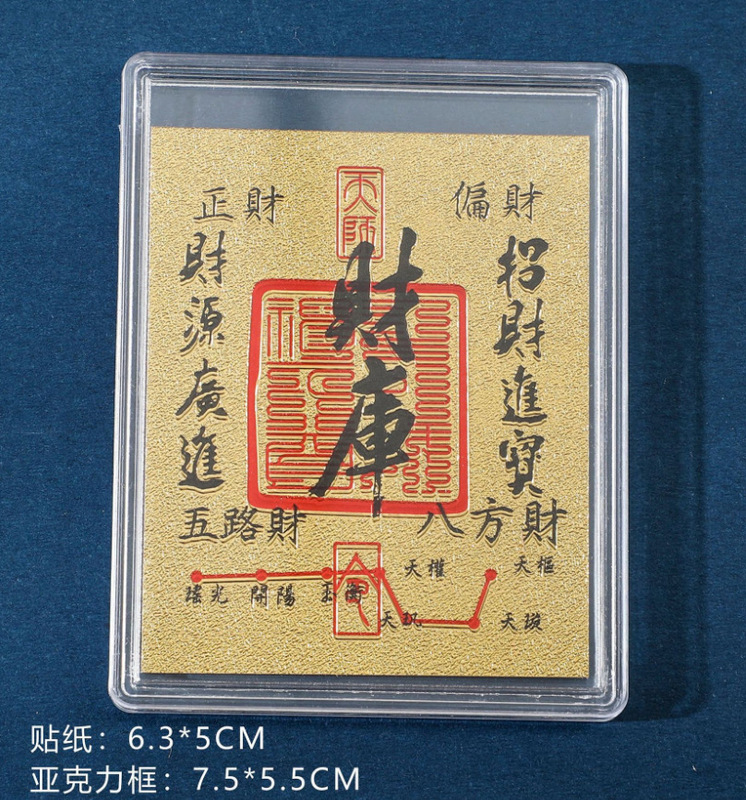 天師
正財
偏財
財庫
招財進寶
財源廣進
五路財
八方財
令
天權
天樞
瑤光
開陽
玉衡
天璣
天璇
贴纸：6.3*5CM
亚克力框：7.5*5.5CM